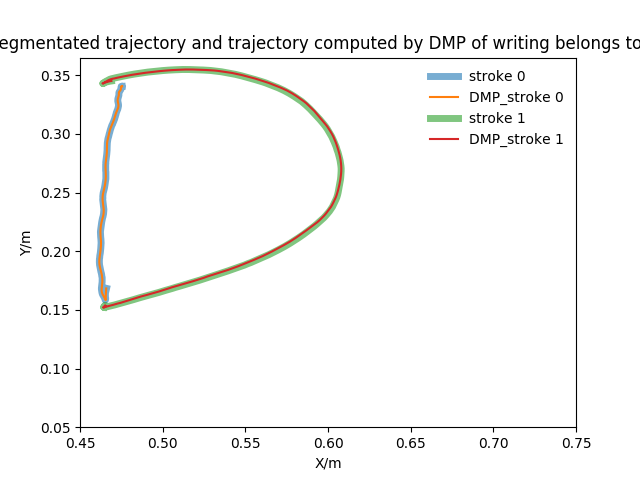 egmentated trajectory and trajectory computed by DMP of writing belongs to
stroke 0
DMP_stroke 0
stroke 1
DMP_stroke 1
0.35
0.30
0.25
0.20
0.15
0.10
0.05
Y/m
0.45 0.50 0.55 0.60 0.65 0.70 0.75
X/m